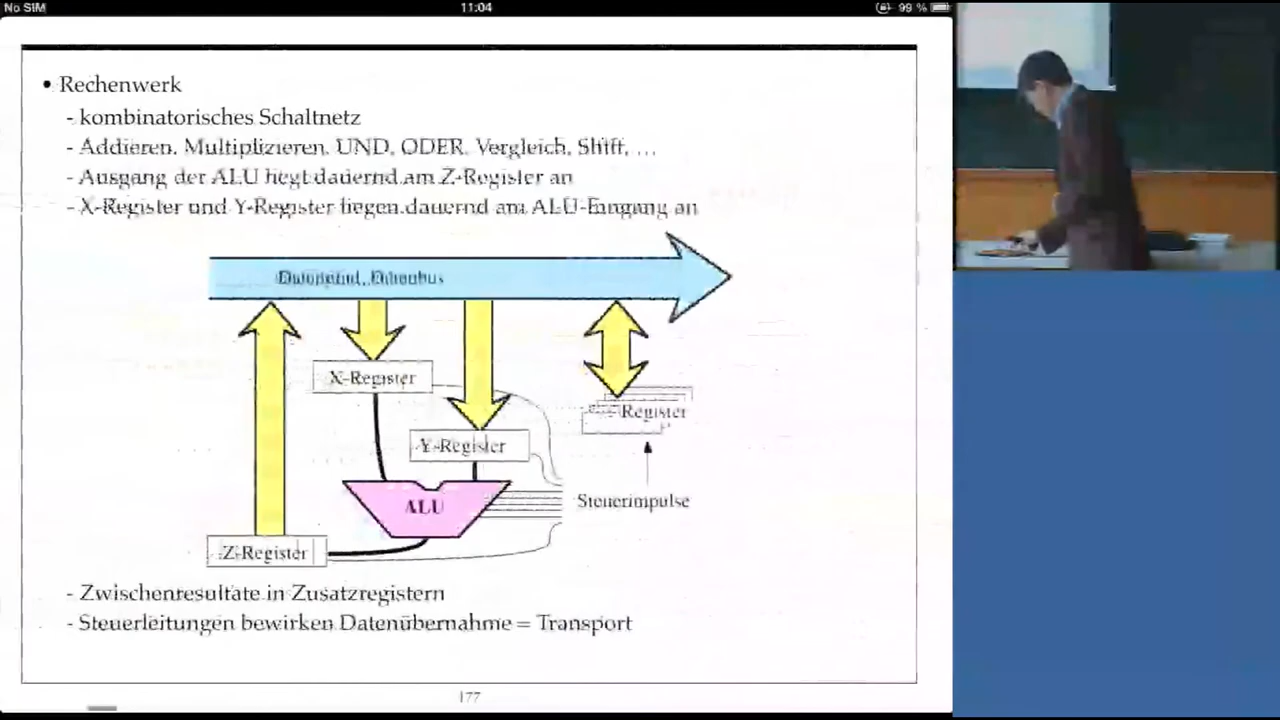 No SIM 11:04 99 %
• Rechenwerk
- kombinatorisches Schaltnetz
- Addieren, Multiplizieren, UND, ODER, Vergleich, Shift, ...
- Ausgang der ALU liegt dauernd am Z-Register an
- X-Register und Y-Register liegen dauernd am ALU-Eingang an
X-Register
Register
Y-Register
Steuerimpulse
ALU
Z-Register
- Zwischenresultate in Zusatzregistern
- Steuerleitungen bewirken Datenübernahme = Transport
177